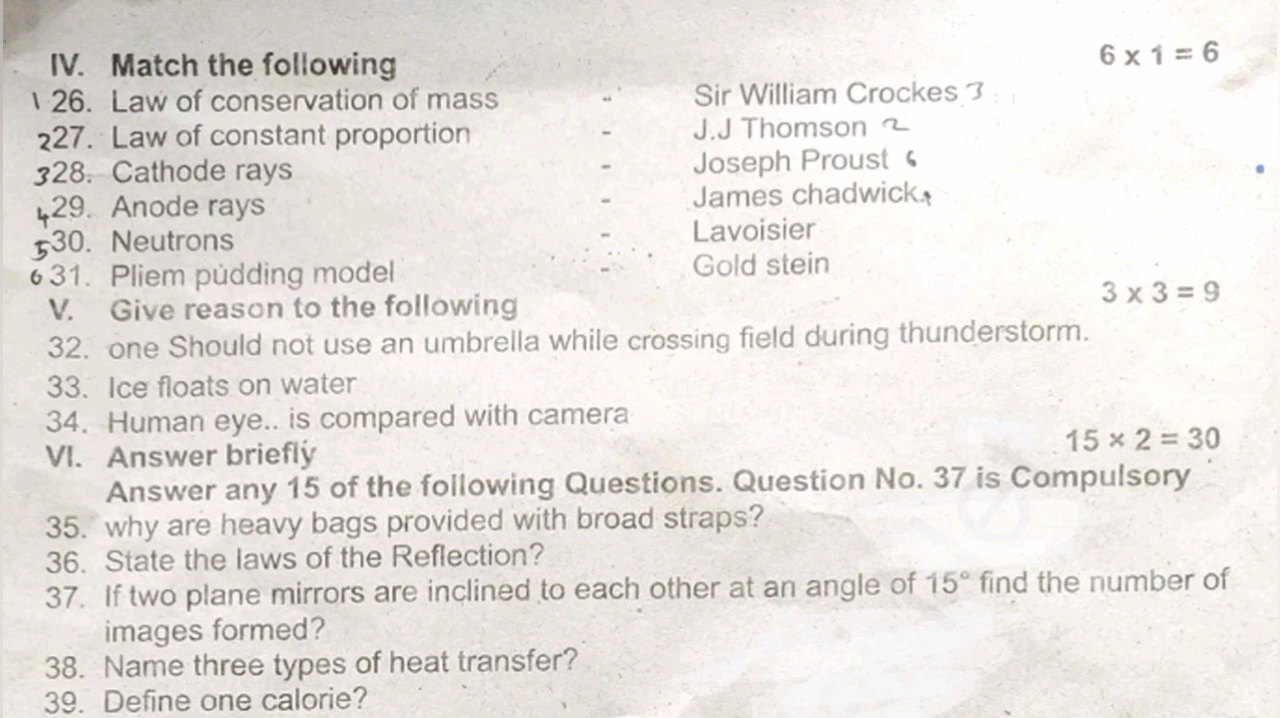 IV. Match the following 6 x 1 = 6
1 26. Law of conservation of mass - Sir William Crockes 3
2 27. Law of constant proportion - J.J Thomson 2
3 28. Cathode rays - Joseph Proust 6
4 29. Anode rays - James chadwick.
5 30. Neutrons - Lavoisier
6 31. Pliem pudding model - Gold stein
V. Give reason to the following 3 x 3 = 9
32. one Should not use an umbrella while crossing field during thunderstorm.
33. Ice floats on water
34. Human eye.. is compared with camera
VI. Answer briefly 15 × 2 = 30
Answer any 15 of the following Questions. Question No. 37 is Compulsory
35. why are heavy bags provided with broad straps?
36. State the laws of the Reflection?
37. If two plane mirrors are inclined to each other at an angle of 15° find the number of
images formed?
38. Name three types of heat transfer?
39. Define one calorie?